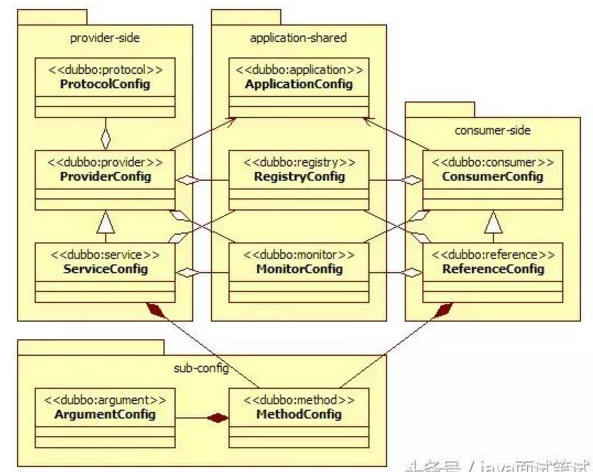 provider-side
application-shared
<<dubbo:protocol>>
ProtocolConfig
<<dubbo:application>>
ApplicationConfig
consumer-side
<<dubbo:provider>>
ProviderConfig
<<dubbo:registry>>
RegistryConfig
<<dubbo:consumer>>
ConsumerConfig
<<dubbo:service>>
ServiceConfig
<<dubbo:monitor>>
MonitorConfig
<<dubbo:reference>>
ReferenceConfig
sub-config
<<dubbo:argument>>
ArgumentConfig
<<dubbo:method>>
MethodConfig
头条号 / java面试笔试